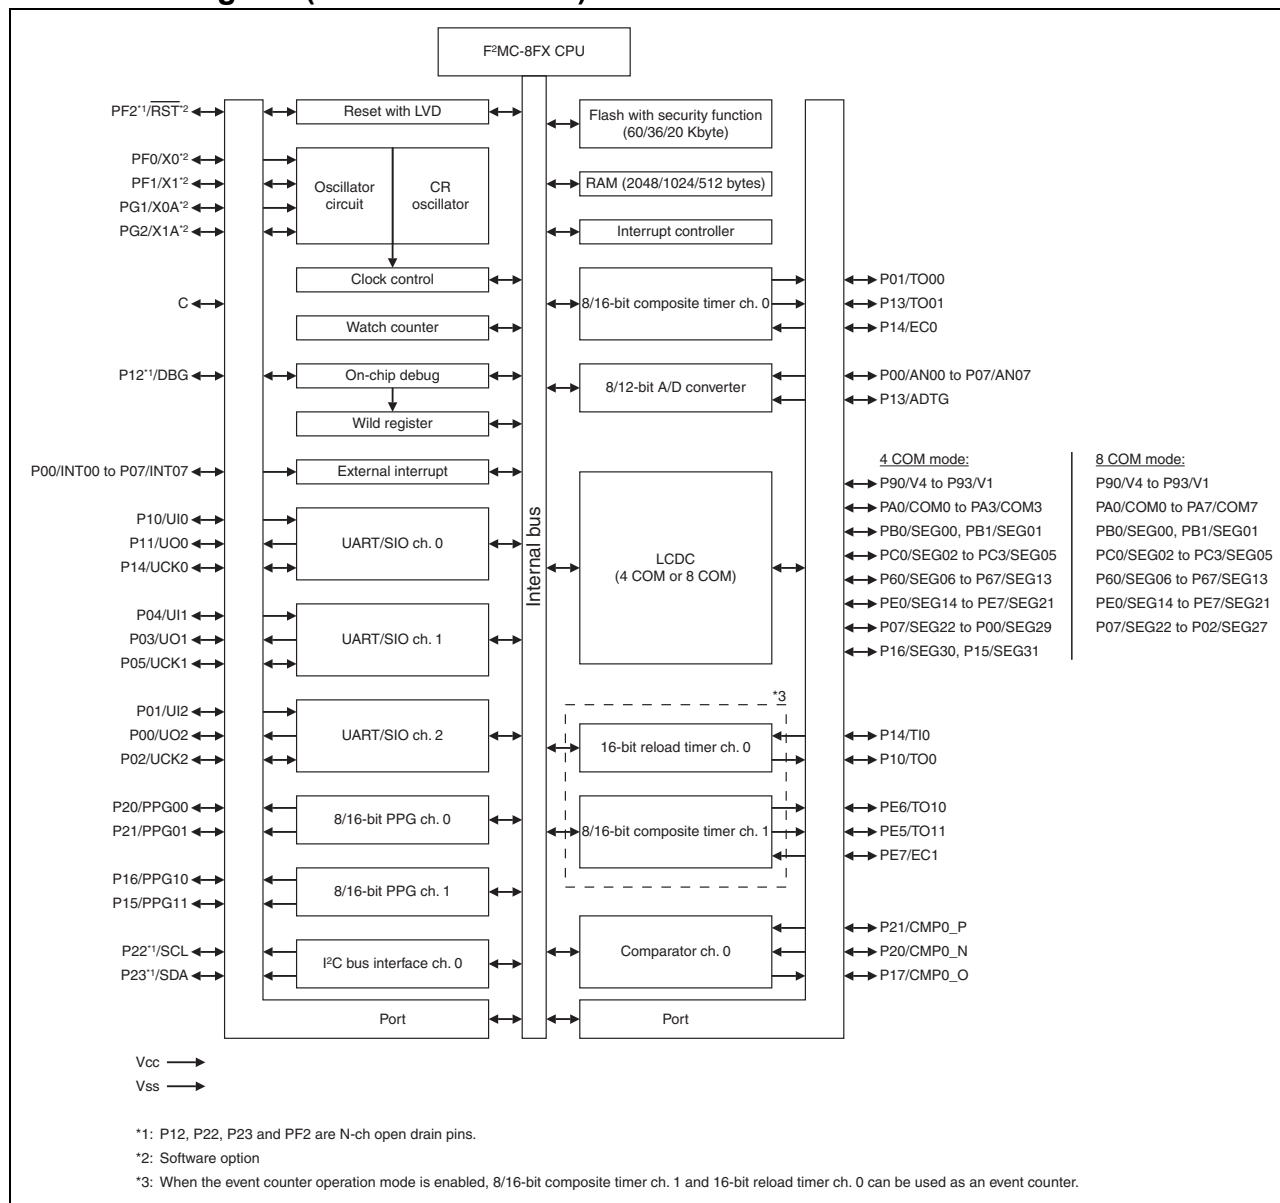 F²MC-8FX CPU
PF2*1/RST*2
Reset with LVD
Flash with security function
(60/36/20 Kbyte)
PF0/X0*2
PF1/X1*2
PG1/X0A*2
PG2/X1A*2
Oscillator
circuit
CR
oscillator
RAM (2048/1024/512 bytes)
Interrupt controller
Clock control
C
8/16-bit composite timer ch. 0
P01/TO00
P13/TO01
P14/EC0
Watch counter
P12*1/DBG
On-chip debug
8/12-bit A/D converter
P00/AN00 to P07/AN07
P13/ADTG
Wild register
P00/INT00 to P07/INT07
External interrupt
Internal bus
LCDC
(4 COM or 8 COM)
4 COM mode:
P90/V4 to P93/V1
PA0/COM0 to PA3/COM3
PB0/SEG00, PB1/SEG01
PC0/SEG02 to PC3/SEG05
P60/SEG06 to P67/SEG13
PE0/SEG14 to PE7/SEG21
P07/SEG22 to P00/SEG29
P16/SEG30, P15/SEG31
8 COM mode:
P90/V4 to P93/V1
PA0/COM0 to PA7/COM7
PB0/SEG00, PB1/SEG01
PC0/SEG02 to PC3/SEG05
P60/SEG06 to P67/SEG13
PE0/SEG14 to PE7/SEG21
P07/SEG22 to P02/SEG27
P10/UI0
P11/UO0
P14/UCK0
UART/SIO ch. 0
P04/UI1
P03/UO1
P05/UCK1
UART/SIO ch. 1
*3
P01/UI2
P00/UO2
P02/UCK2
UART/SIO ch. 2
16-bit reload timer ch. 0
P14/TI0
P10/TO0
P20/PPG00
P21/PPG01
8/16-bit PPG ch. 0
8/16-bit composite timer ch. 1
PE6/TO10
PE5/TO11
PE7/EC1
P16/PPG10
P15/PPG11
8/16-bit PPG ch. 1
P22*1/SCL
P23*1/SDA
I²C bus interface ch. 0
Comparator ch. 0
P21/CMP0_P
P20/CMP0_N
P17/CMP0_O
Port
Port
Vcc
Vss
*1: P12, P22, P23 and PF2 are N-ch open drain pins.
*2: Software option
*3: When the event counter operation mode is enabled, 8/16-bit composite timer ch. 1 and 16-bit reload timer ch. 0 can be used as an event counter.